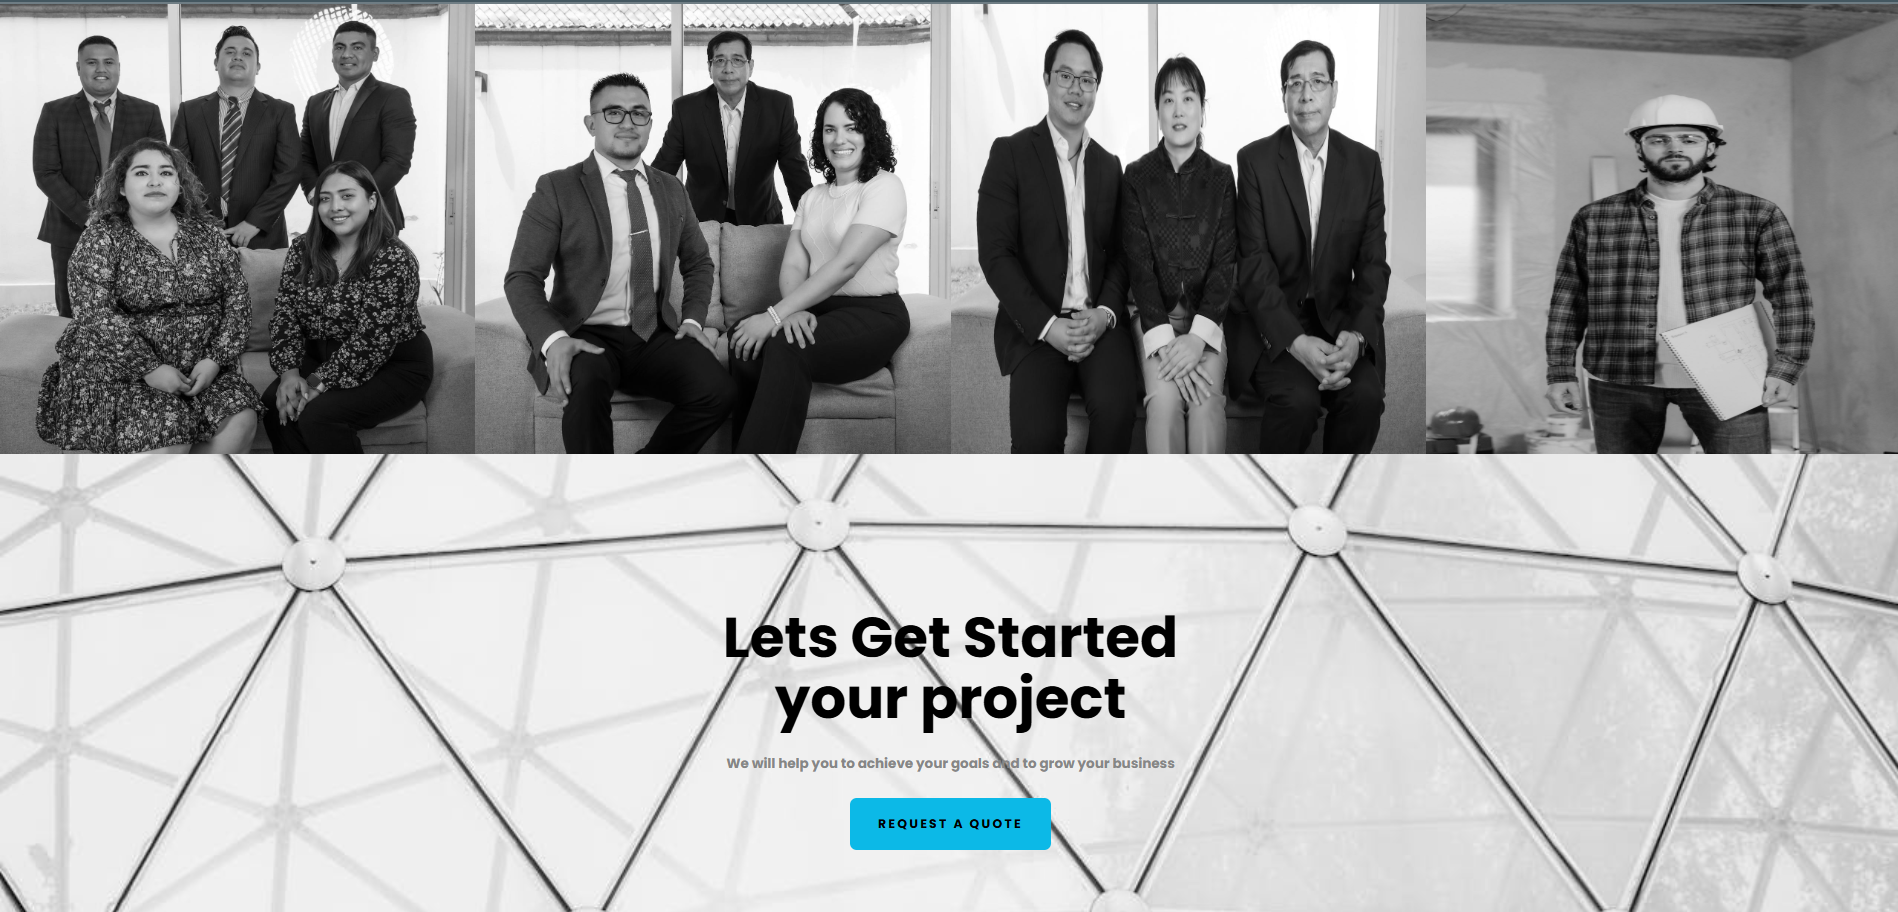 Lets Get Started
your project
We will help you to achieve your goals and to grow your business
REQUEST A QUOTE